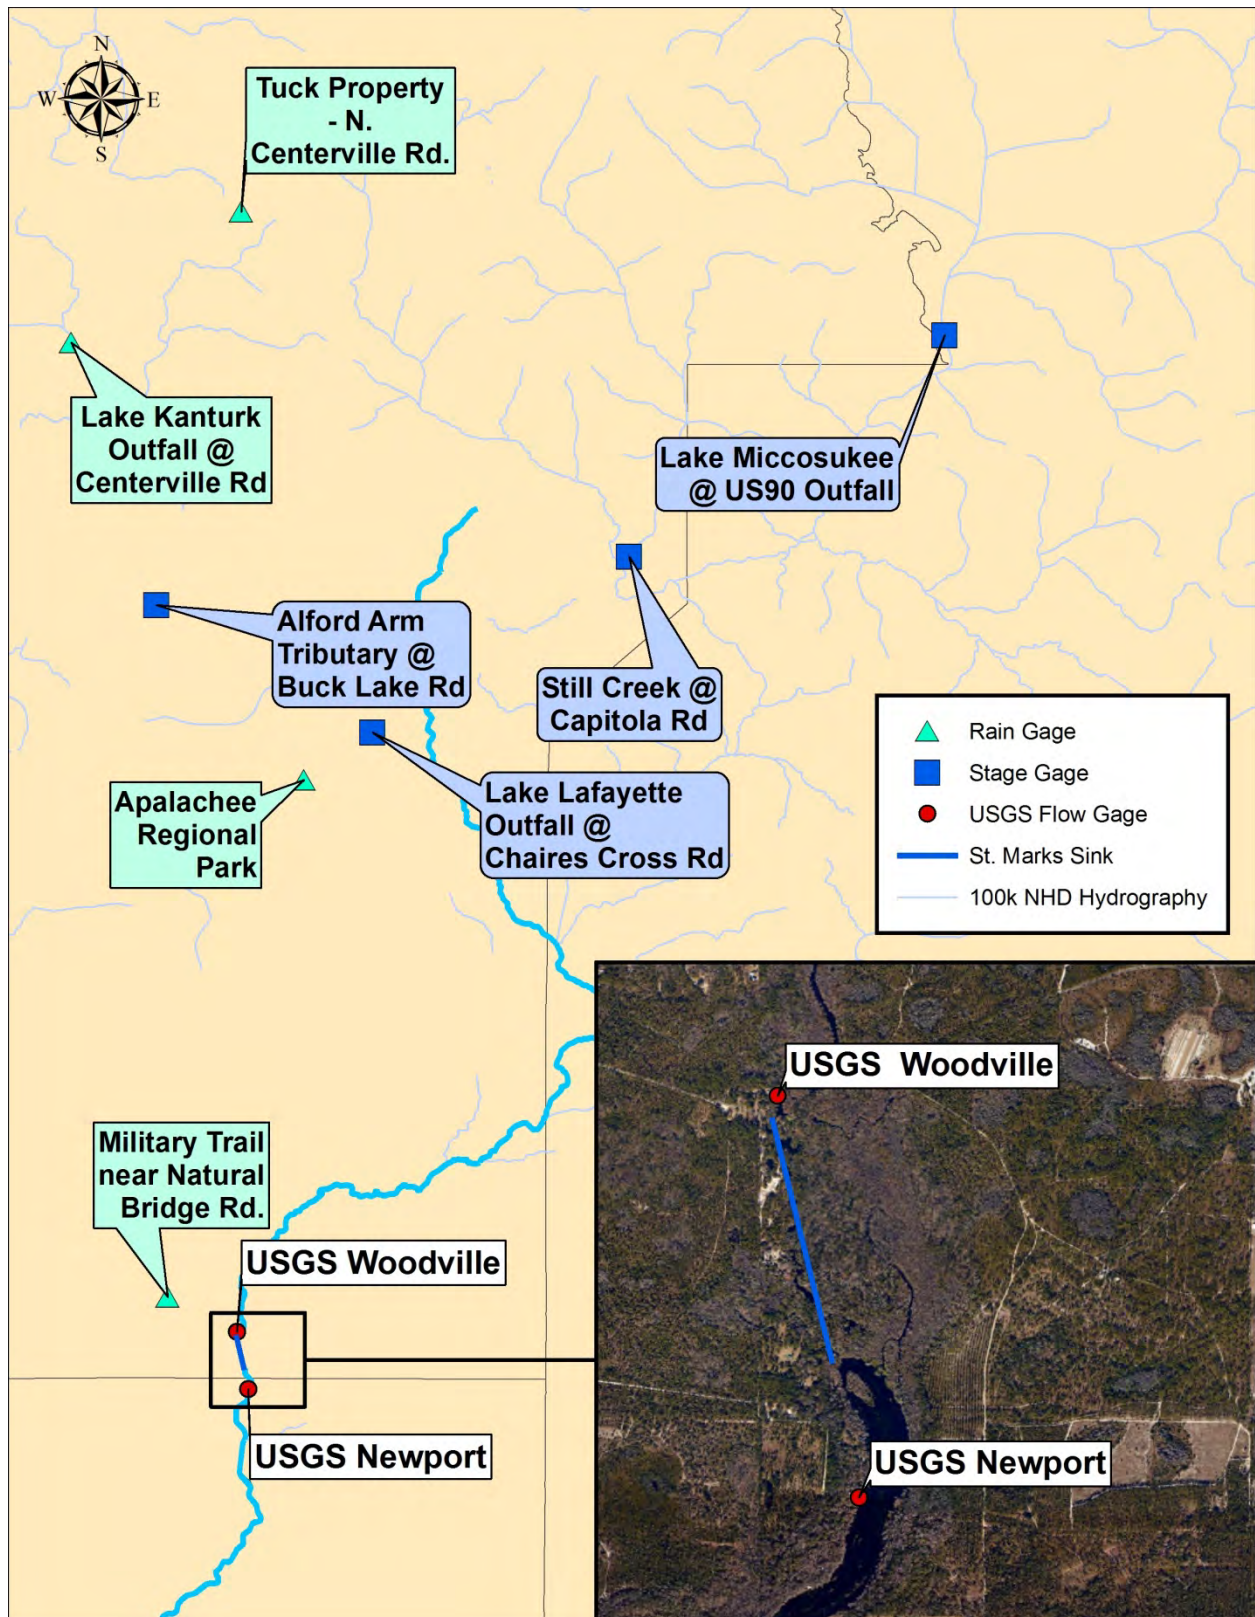 N
W
E
S
Tuck Property
- N.
Centerville Rd.
Lake Kanturk
Outfall @
Centerville Rd
Lake Miccosukee
@ US90 Outfall
Alford Arm
Tributary @
Buck Lake Rd
Still Creek @
Capitola Rd
Lake Lafayette
Outfall @
Chaires Cross Rd
Apalachee
Regional
Park
Rain Gage
Stage Gage
USGS Flow Gage
St. Marks Sink
100k NHD Hydrography
Military Trail
near Natural
Bridge Rd.
USGS Woodville
USGS Newport
USGS  Woodville
USGS Newport